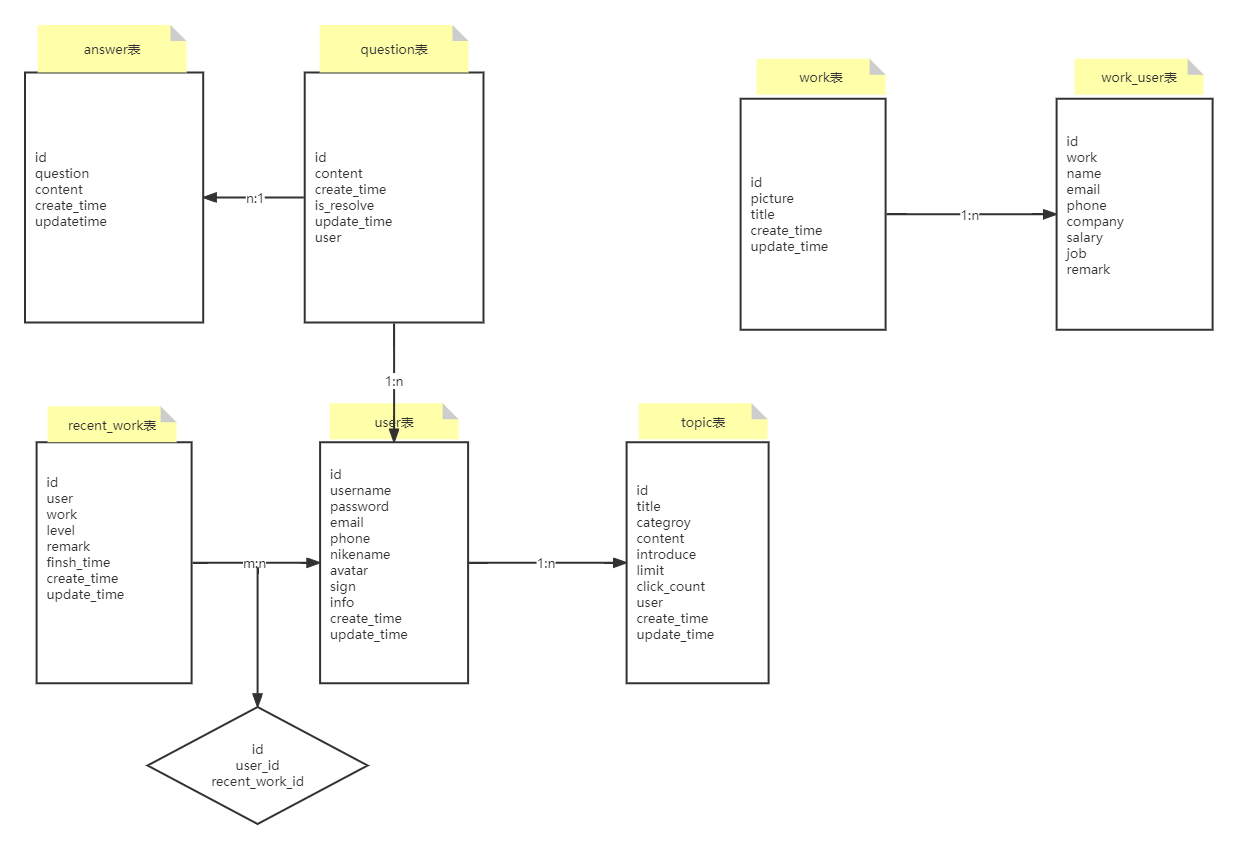 answer表
id
question
content
create_time
updatetime
n:1
question表
id
content
create_time
is_resolve
update_time
user
1:n
work表
id
picture
title
create_time
update_time
1:n
work_user表
id
work
name
email
phone
company
salary
job
remark
recent_work表
id
user
work
level
remark
finsh_time
create_time
update_time
m:n
user表
id
username
password
email
phone
nikename
avatar
sign
info
create_time
update_time
1:n
topic表
id
title
categroy
content
introduce
limit
click_count
user
create_time
update_time
id
user_id
recent_work_id